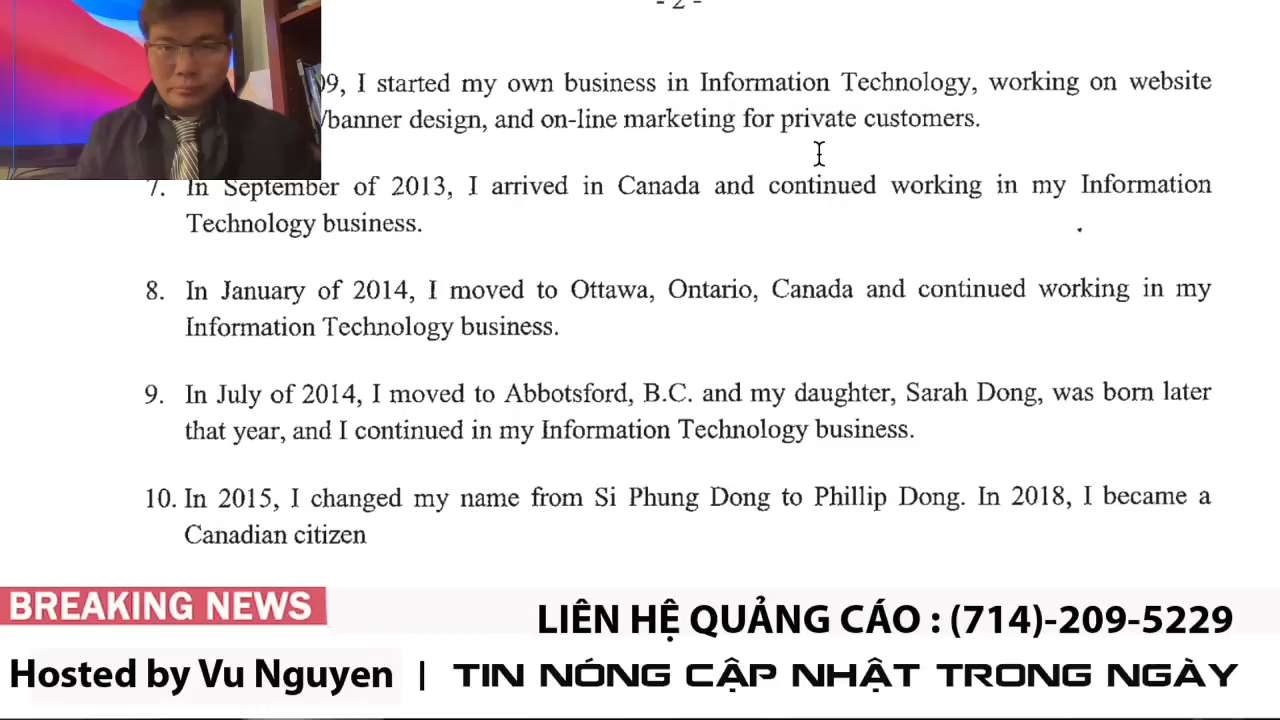 - 2 -
09, I started my own business in Information Technology, working on website
/banner design, and on-line marketing for private customers.
7. In September of 2013, I arrived in Canada and continued working in my Information
Technology business.
8. In January of 2014, I moved to Ottawa, Ontario, Canada and continued working in my
Information Technology business.
9. In July of 2014, I moved to Abbotsford, B.C. and my daughter, Sarah Dong, was born later
that year, and I continued in my Information Technology business.
10. In 2015, I changed my name from Si Phung Dong to Phillip Dong. In 2018, I became a
Canadian citizen
BREAKING NEWS
LIÊN HỆ QUẢNG CÁO : (714)-209-5229
Hosted by Vu Nguyen | TIN NÓNG CẬP NHẬT TRONG NGÀY